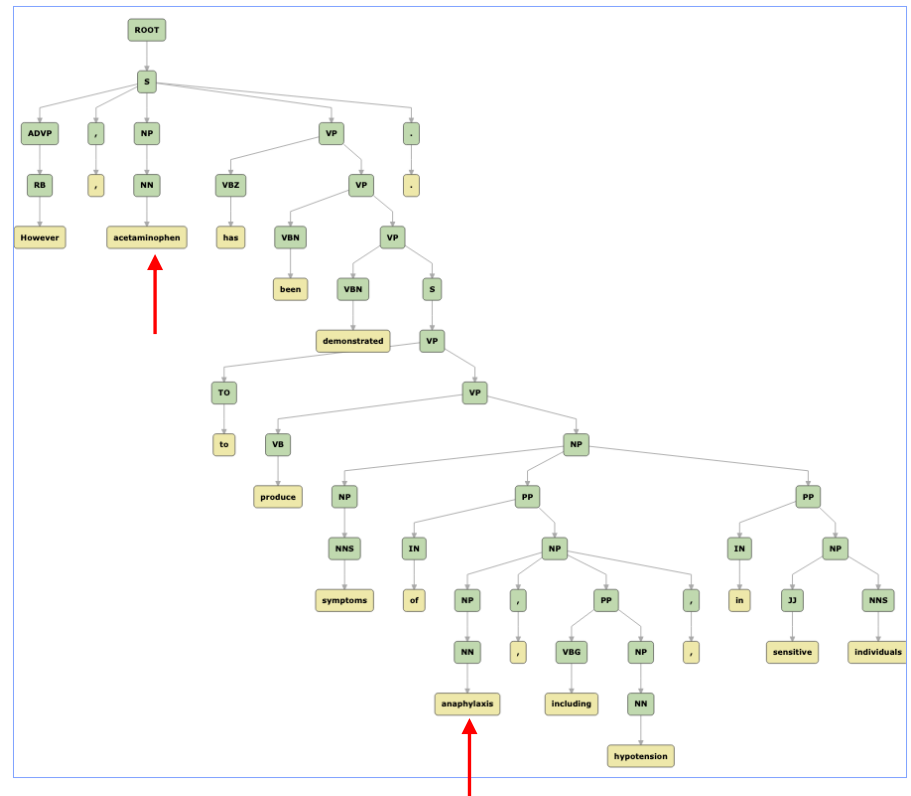 ROOT
S
ADVP , NP VP .
RB , NN VBZ VP .
However acetaminophen has VBN VP
been VBN S
demonstrated VP
TO VP
to VB NP
produce NP PP PP
NNS IN NP IN NP
symptoms of NP , PP , in JJ NNS
NN , VBG NP , sensitive individuals
anaphylaxis including NN
hypotension